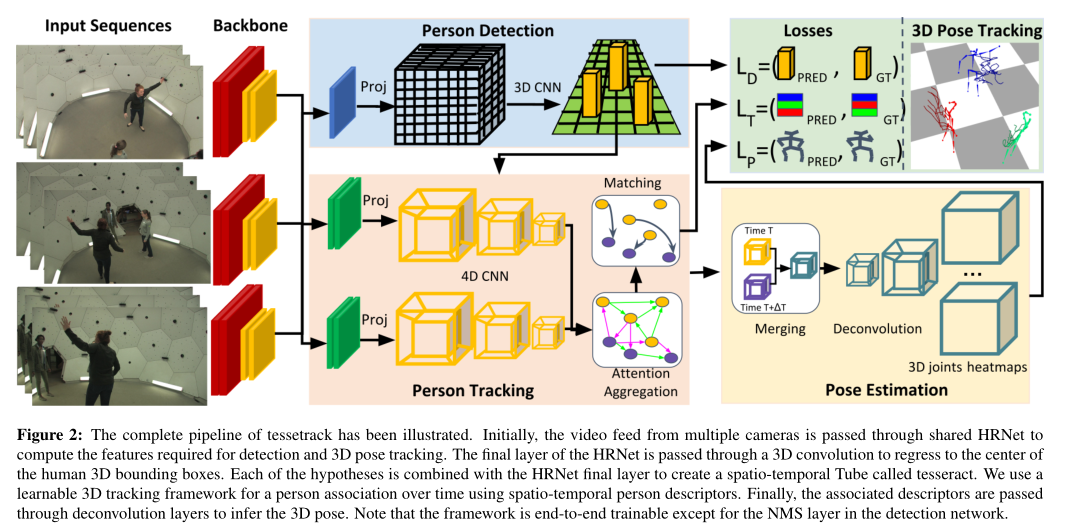 Input Sequences
Backbone
Person Detection
Proj
3D CNN
Losses
3D Pose Tracking
L_D=( PRED , GT)
L_T=( PRED , GT)
L_P=( PRED , GT)
Proj
4D CNN
Proj
Person Tracking
Matching
Attention
Aggregation
Time T
Time T+ΔT
Merging
Deconvolution
...
3D joints heatmaps
Pose Estimation
Figure 2: The complete pipeline of tessetrack has been illustrated. Initially, the video feed from multiple cameras is passed through shared HRNet to
compute the features required for detection and 3D pose tracking. The final layer of the HRNet is passed through a 3D convolution to regress to the center of
the human 3D bounding boxes. Each of the hypotheses is combined with the HRNet final layer to create a spatio-temporal Tube called tesseract. We use a
learnable 3D tracking framework for a person association over time using spatio-temporal person descriptors. Finally, the associated descriptors are passed
through deconvolution layers to infer the 3D pose. Note that the framework is end-to-end trainable except for the NMS layer in the detection network.